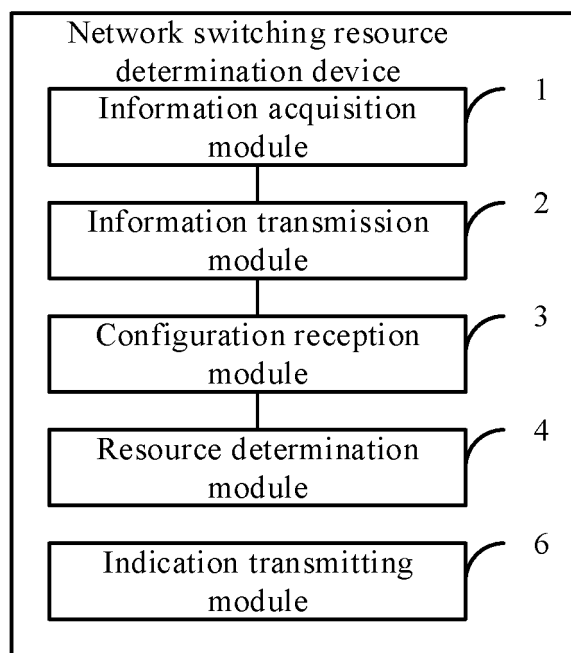 Network switching resource
determination device
Information acquisition
module
1
Information transmission
module
2
Configuration reception
module
3
Resource determination
module
4
Indication transmitting
module
6